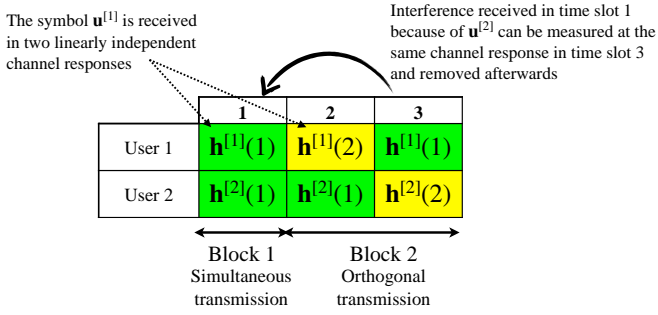 The symbol u^[1] is received
in two linearly independent
channel responses
Interference received in time slot 1
because of u^[2] can be measured at the
same channel response in time slot 3
and removed afterwards
1 2 3
User 1 h^[1](1) h^[1](2) h^[1](1)
User 2 h^[2](1) h^[2](1) h^[2](2)
Block 1
Simultaneous
transmission
Block 2
Orthogonal
transmission